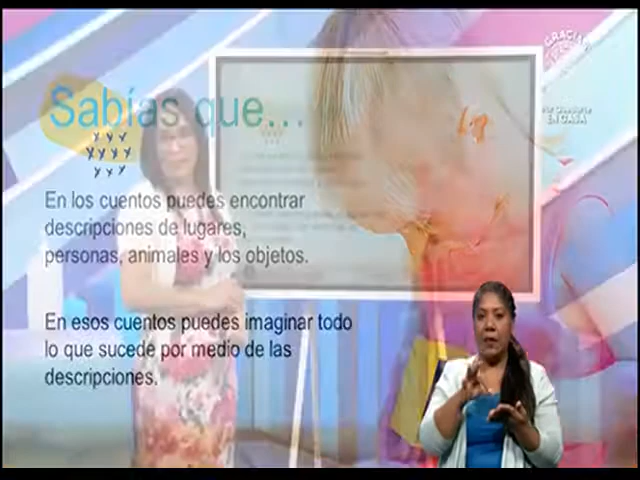 Sabías que...
En los cuentos puedes encontrar
descripciones de lugares,
personas, animales y los objetos.
En esos cuentos puedes imaginar todo
lo que sucede por medio de las
descripciones.
GRACIAS
EN CASA